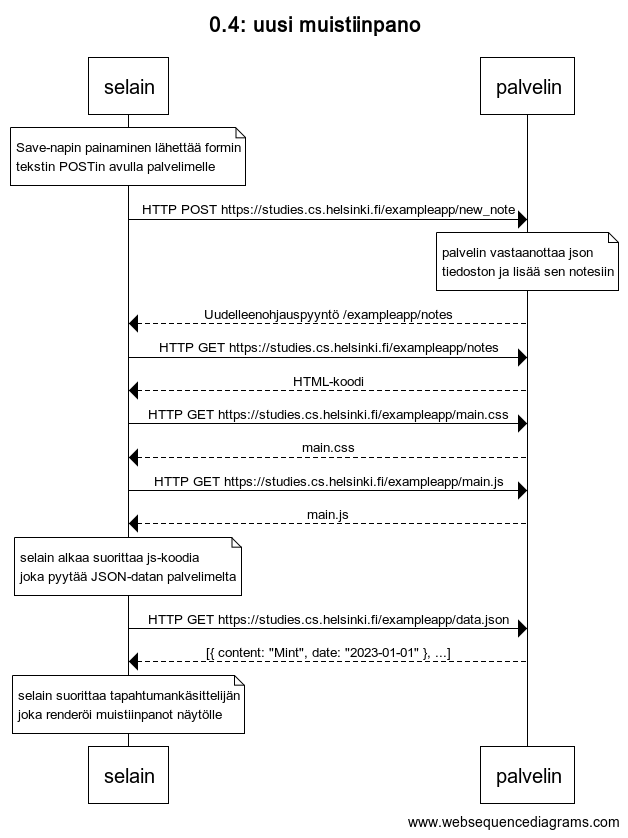 0.4: uusi muistiinpano
selain
palvelin
Save-napin painaminen lähettää formin
tekstin POSTin avulla palvelimelle
HTTP POST https://studies.cs.helsinki.fi/exampleapp/new_note
palvelin vastaanottaa json
tiedoston ja lisää sen notesiin
Uudelleenohjauspyyntö /exampleapp/notes
HTTP GET https://studies.cs.helsinki.fi/exampleapp/notes
HTML-koodi
HTTP GET https://studies.cs.helsinki.fi/exampleapp/main.css
main.css
HTTP GET https://studies.cs.helsinki.fi/exampleapp/main.js
main.js
selain alkaa suorittaa js-koodia
joka pyytää JSON-datan palvelimelta
HTTP GET https://studies.cs.helsinki.fi/exampleapp/data.json
[{ content: "Mint", date: "2023-01-01" }, ...]
selain suorittaa tapahtumankäsittelijän
joka renderöi muistiinpanot näytölle
selain
palvelin
www.websequencediagrams.com